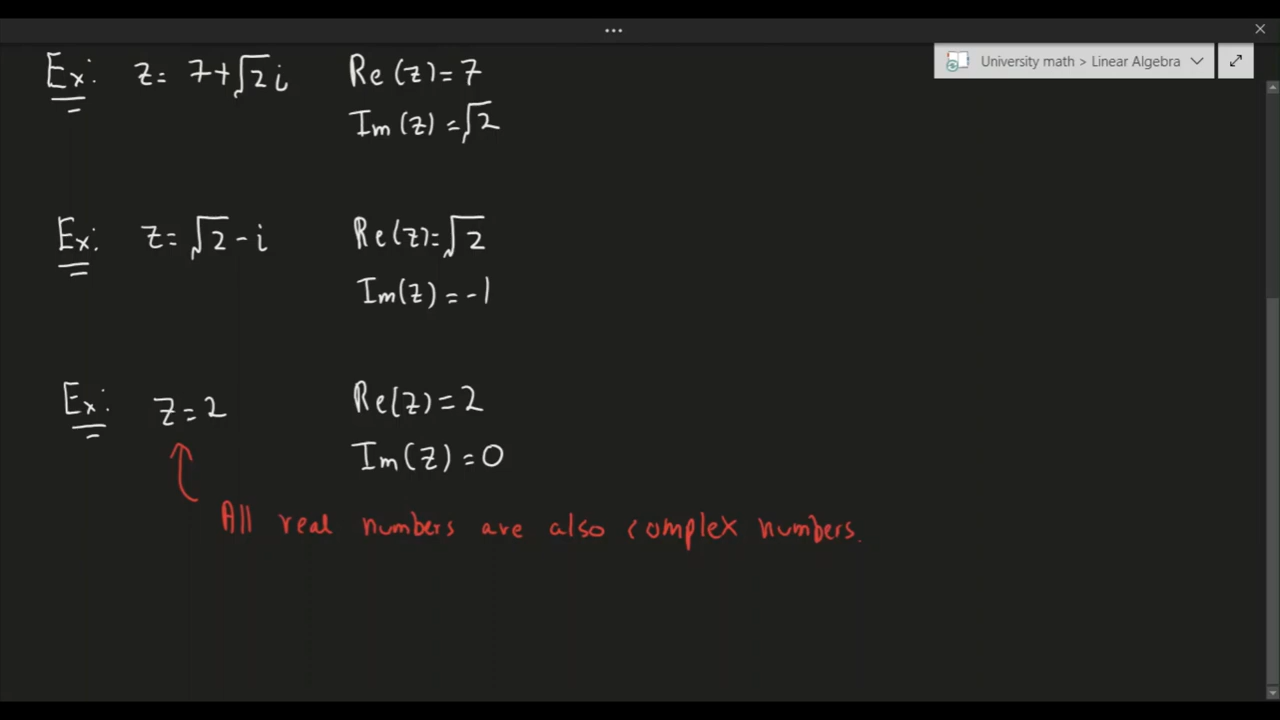 ...
University math > Linear Algebra
Ex: z = 7+√2 i Re(z) = 7
Im(z) = √2
Ex: z = √2 - i Re(z) = √2
Im(z) = -1
Ex: z = 2 Re(z) = 2
Im(z) = 0
All real numbers are also complex numbers.